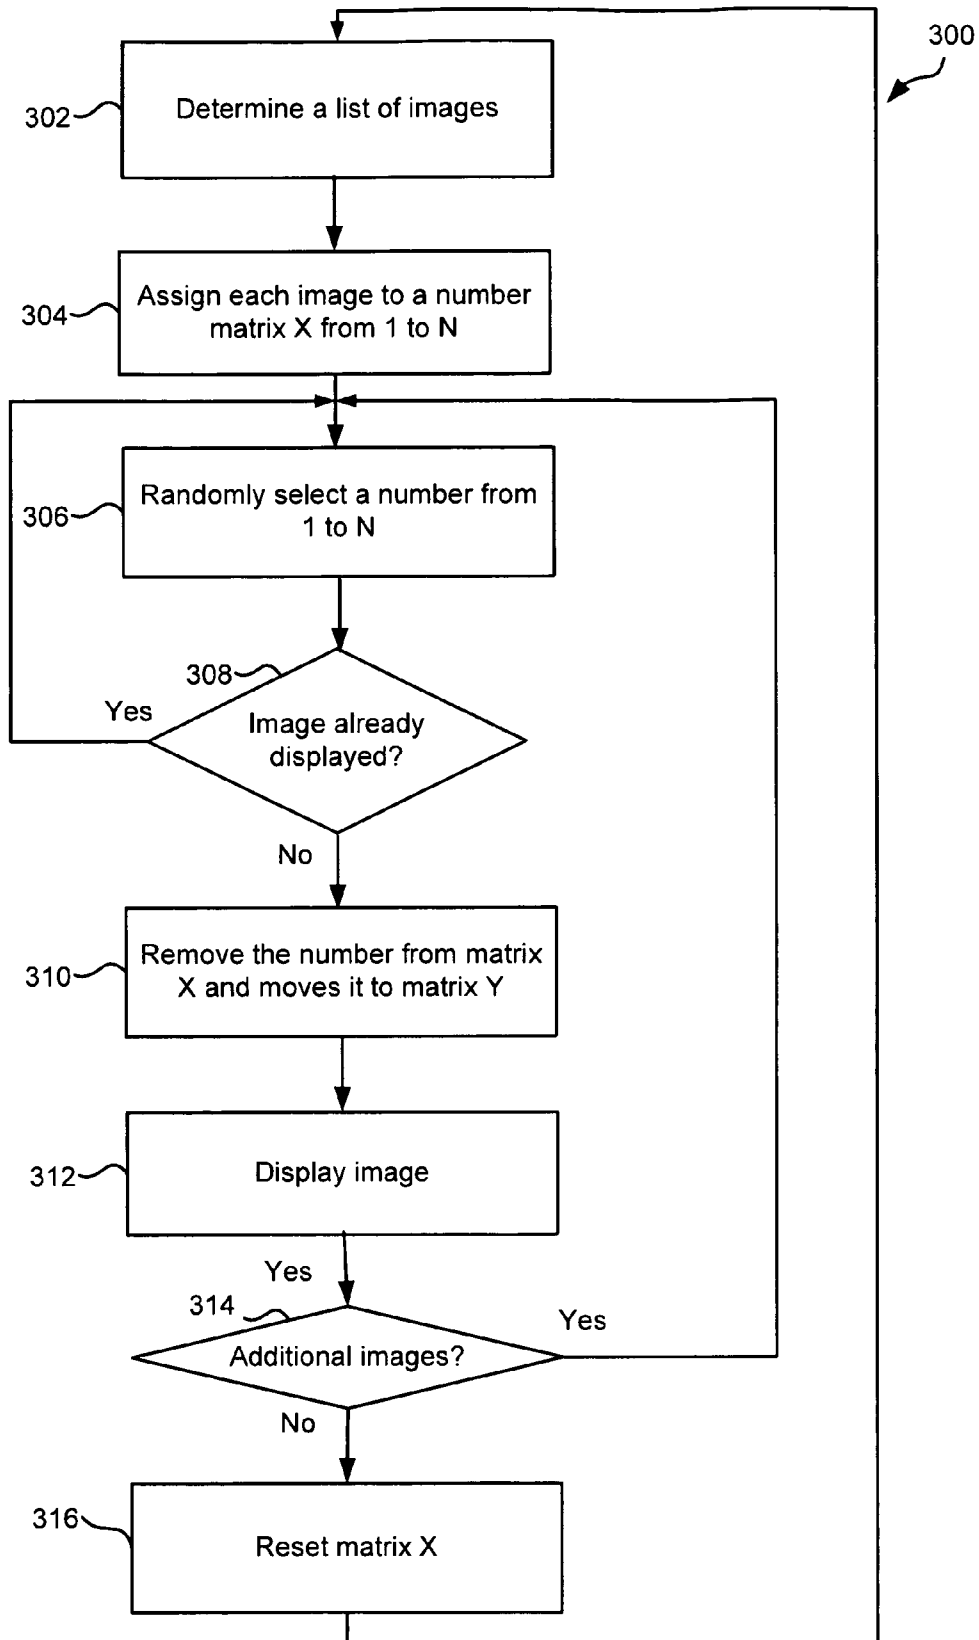 300
302
Determine a list of images
304
Assign each image to a number
matrix X from 1 to N
306
Randomly select a number from
1 to N
308
Yes
Image already
displayed?
No
310
Remove the number from matrix
X and moves it to matrix Y
312
Display image
Yes
314
Yes
Additional images?
No
316
Reset matrix X